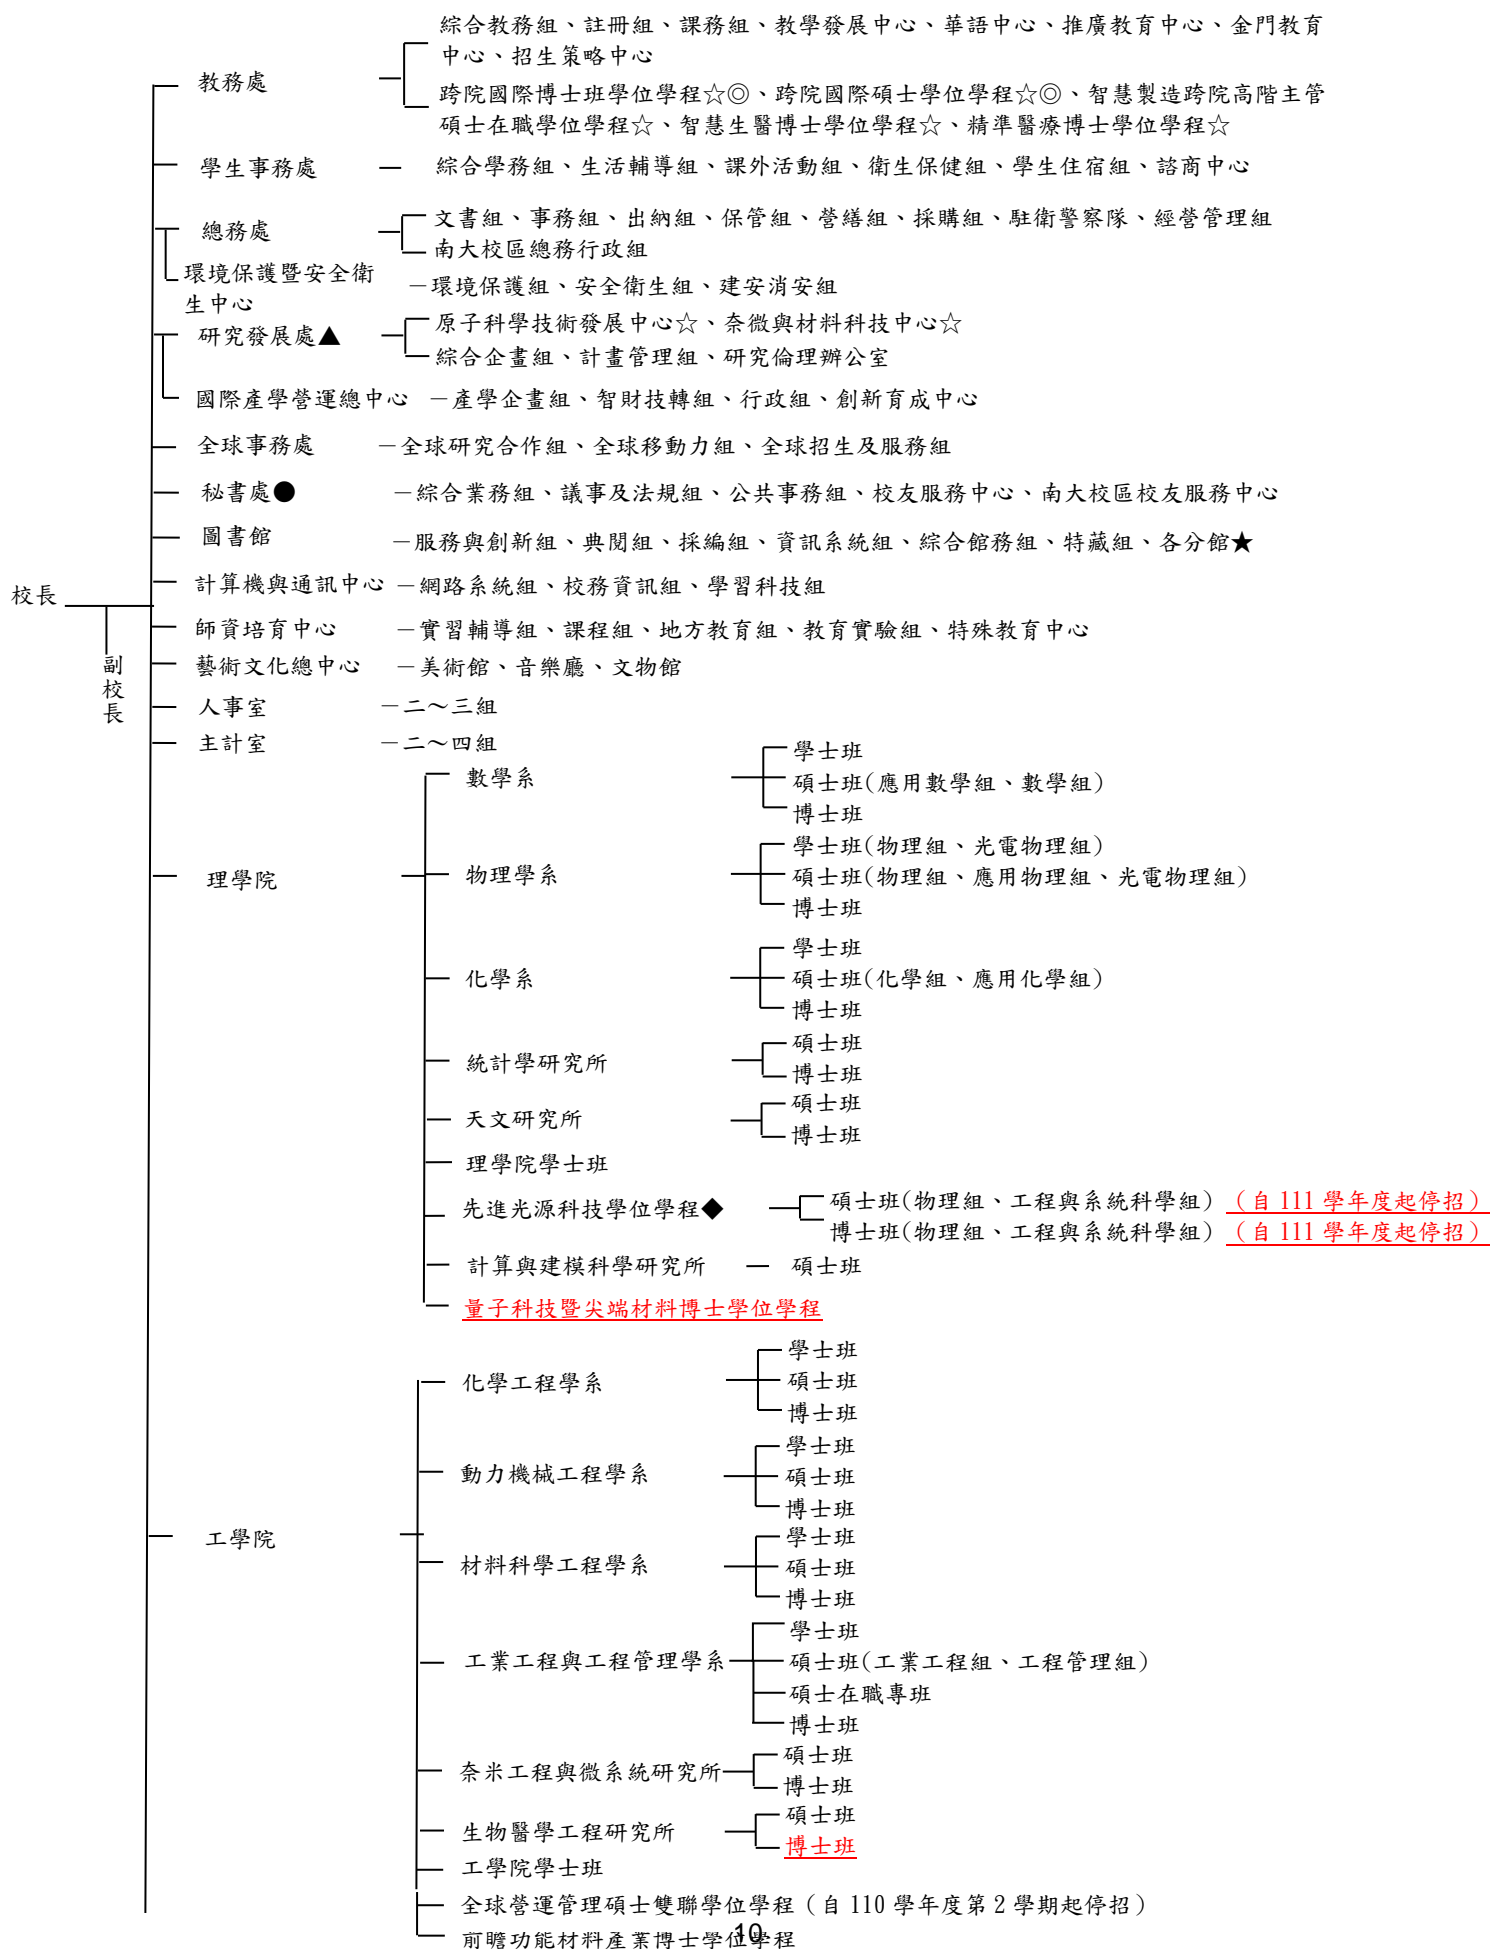 綜合教務組、註冊組、課務組、教學發展中心、華語中心、推廣教育中心、金門教育
中心、招生策略中心
教務處
跨院國際博士班學位學程☆◎、跨院國際碩士學位學程☆◎、智慧製造跨院高階主管
碩士在職學位學程☆、智慧生醫博士學位學程☆、精準醫療博士學位學程☆
學生事務處 — 綜合學務組、生活輔導組、課外活動組、衛生保健組、學生住宿組、諮商中心
文書組、事務組、出納組、保管組、營繕組、採購組、駐衛警察隊、經營管理組
總務處
南大校區總務行政組
環境保護暨安全衛
生中心
－環境保護組、安全衛生組、建安消安組
原子科學技術發展中心☆、奈微與材料科技中心☆
研究發展處▲
綜合企畫組、計畫管理組、研究倫理辦公室
國際產學營運總中心 －產學企畫組、智財技轉組、行政組、創新育成中心
全球事務處 －全球研究合作組、全球移動力組、全球招生及服務組
秘書處● －綜合業務組、議事及法規組、公共事務組、校友服務中心、南大校區校友服務中心
圖書館 －服務與創新組、典閱組、採編組、資訊系統組、綜合館務組、特藏組、各分館★
計算機與通訊中心 －網路系統組、校務資訊組、學習科技組
校長
師資培育中心 －實習輔導組、課程組、地方教育組、教育實驗組、特殊教育中心
副校長
藝術文化總中心 －美術館、音樂廳、文物館
人事室 －二～三組
主計室 －二～四組
學士班
數學系
碩士班(應用數學組、數學組)
博士班
學士班(物理組、光電物理組)
理學院
物理學系
碩士班(物理組、應用物理組、光電物理組)
博士班
學士班
化學系
碩士班(化學組、應用化學組)
博士班
碩士班
統計學研究所
博士班
碩士班
天文研究所
博士班
理學院學士班
碩士班(物理組、工程與系統科學組)（自 111 學年度起停招）
先進光源科技學位學程◆
博士班(物理組、工程與系統科學組)（自 111 學年度起停招）
計算與建模科學研究所 — 碩士班
量子科技暨尖端材料博士學位學程
學士班
化學工程學系
碩士班
博士班
學士班
動力機械工程學系
碩士班
博士班
工學院
學士班
材料科學工程學系
碩士班
博士班
學士班
工業工程與工程管理學系
碩士班(工業工程組、工程管理組)
碩士在職專班
博士班
碩士班
奈米工程與微系統研究所
博士班
碩士班
生物醫學工程研究所
博士班
工學院學士班
全球營運管理碩士雙聯學位學程（自 110 學年度第 2 學期起停招）
前瞻功能材料產業博士學位學程
10